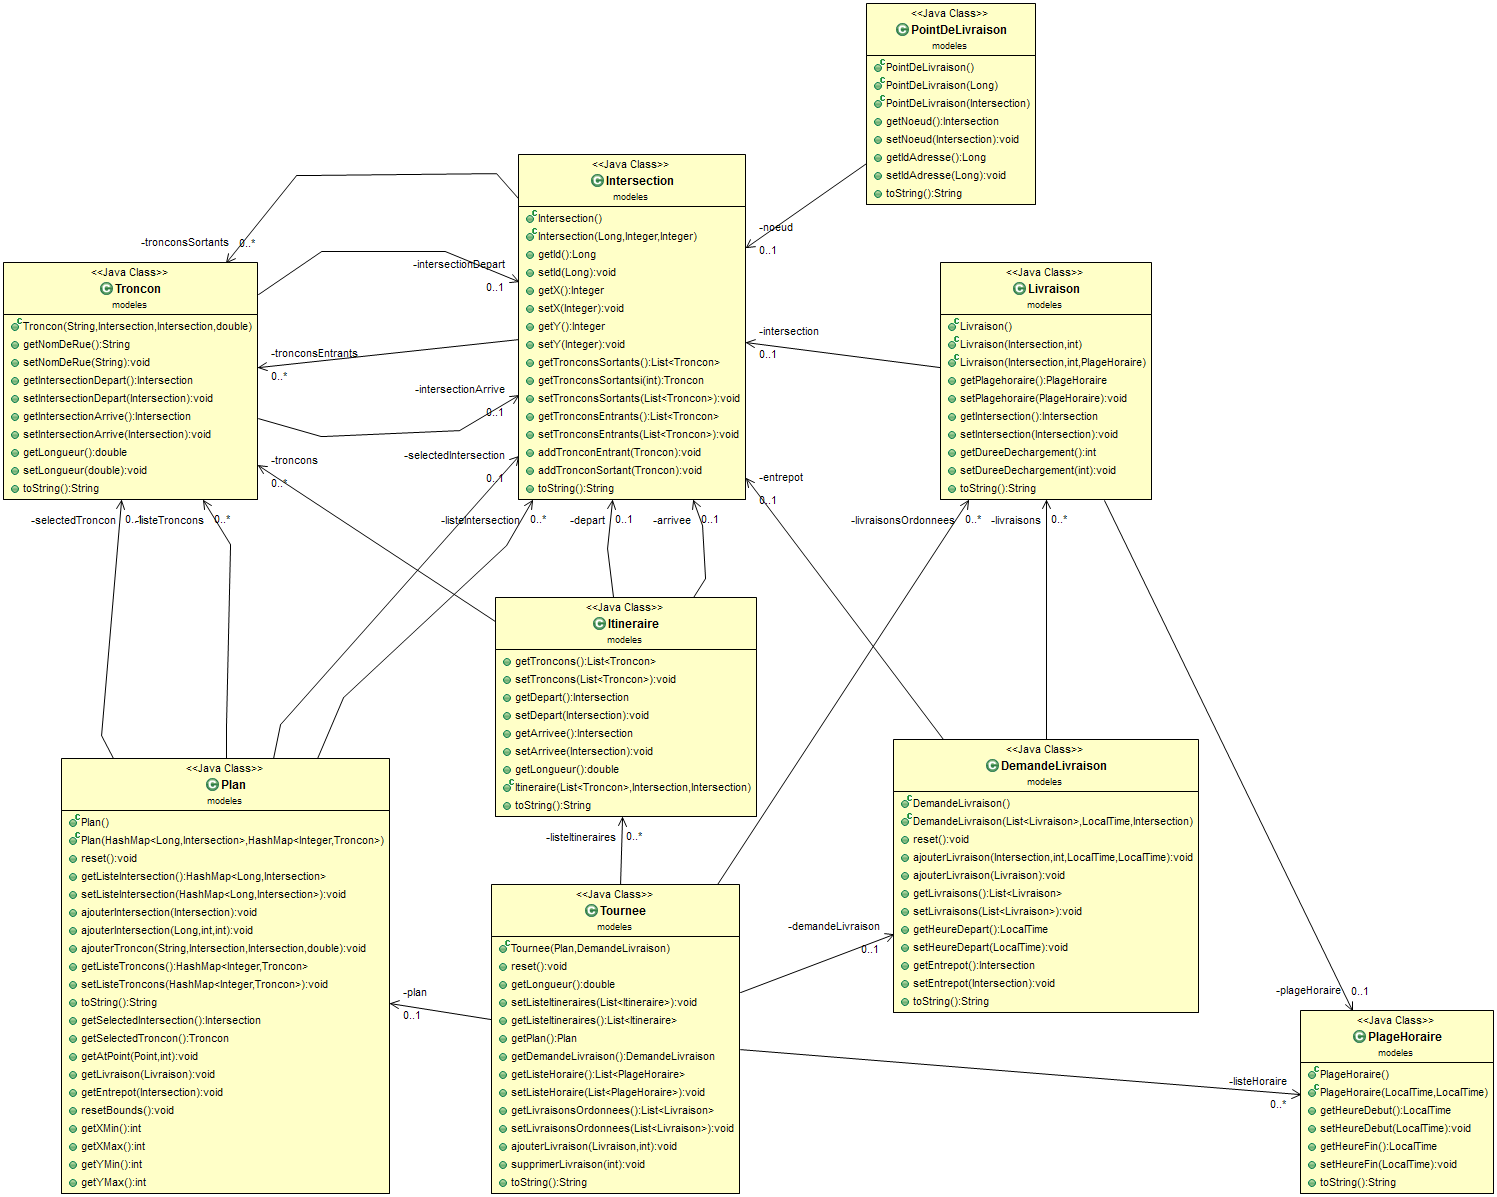 <<Java Class>>
PointDeLivraison
modeles
PointDeLivraison()
PointDeLivraison(Long)
PointDeLivraison(Intersection)
getNoeud():Intersection
setNoeud(Intersection):void
getIdAdresse():Long
setIdAdresse(Long):void
toString():String
<<Java Class>>
Intersection
modeles
Intersection()
Intersection(Long,Integer,Integer)
getId():Long
setId(Long):void
getX():Integer
setX(Integer):void
getY():Integer
setY(Integer):void
getTronconsSortants():List<Troncon>
getTronconsSortantsi(int):Troncon
setTronconsSortants(List<Troncon>):void
getTronconsEntrants():List<Troncon>
setTronconsEntrants(List<Troncon>):void
addTronconEntrant(Troncon):void
addTronconSortant(Troncon):void
toString():String
-noeud
0..1
-tronconsSortants 0..*
-intersectionDepart
0..1
-tronconsEntrants
0..*
-intersectionArrive
0..1
-selectedIntersection
0..1
-troncons
0..*
<<Java Class>>
Troncon
modeles
Troncon(String,Intersection,Intersection,double)
getNomDeRue():String
setNomDeRue(String):void
getIntersectionDepart():Intersection
setIntersectionDepart(Intersection):void
getIntersectionArrive():Intersection
setIntersectionArrive(Intersection):void
getLongueur():double
setLongueur(double):void
toString():String
<<Java Class>>
Livraison
modeles
Livraison()
Livraison(Intersection,int)
Livraison(Intersection,int,PlageHoraire)
getPlagehoraire():PlageHoraire
setPlagehoraire(PlageHoraire):void
getIntersection():Intersection
setIntersection(Intersection):void
getDureeDechargement():int
setDureeDechargement(int):void
toString():String
-intersection
0..1
-entrepot
0..1
-selectedTroncon 0..1
-listeTroncons 0..*
-listeIntersection 0..*
-depart 0..1
-arrivee 0..1
-livraisonsOrdonnees 0..*
-livraisons 0..*
<<Java Class>>
Itineraire
modeles
getTroncons():List<Troncon>
setTroncons(List<Troncon>):void
getDepart():Intersection
setDepart(Intersection):void
getArrivee():Intersection
setArrivee(Intersection):void
getLongueur():double
Itineraire(List<Troncon>,Intersection,Intersection)
toString():String
<<Java Class>>
DemandeLivraison
modeles
DemandeLivraison()
DemandeLivraison(List<Livraison>,LocalTime,Intersection)
reset():void
ajouterLivraison(Intersection,int,LocalTime,LocalTime):void
ajouterLivraison(Livraison):void
getLivraisons():List<Livraison>
setLivraisons(List<Livraison>):void
getHeureDepart():LocalTime
setHeureDepart(LocalTime):void
getEntrepot():Intersection
setEntrepot(Intersection):void
toString():String
<<Java Class>>
Plan
modeles
Plan()
Plan(HashMap<Long,Intersection>,HashMap<Integer,Troncon>)
reset():void
getListeIntersection():HashMap<Long,Intersection>
setListeIntersection(HashMap<Long,Intersection>):void
ajouterIntersection(Intersection):void
ajouterIntersection(Long,int,int):void
ajouterTroncon(String,Intersection,Intersection,double):void
getListeTroncons():HashMap<Integer,Troncon>
setListeTroncons(HashMap<Integer,Troncon>):void
toString():String
getSelectedIntersection():Intersection
getSelectedTroncon():Troncon
getAtPoint(Point,int):void
getLivraison(Livraison):void
getEntrepot(Intersection):void
resetBounds():void
getXMin():int
getXMax():int
getYMin():int
getYMax():int
-listeItineraires 0..*
<<Java Class>>
Tournee
modeles
Tournee(Plan,DemandeLivraison)
reset():void
getLongueur():double
setListeItineraires(List<Itineraire>):void
getListeItineraires():List<Itineraire>
getPlan():Plan
getDemandeLivraison():DemandeLivraison
getListeHoraire():List<PlageHoraire>
setListeHoraire(List<PlageHoraire>):void
getLivraisonsOrdonnees():List<Livraison>
setLivraisonsOrdonnees(List<Livraison>):void
ajouterLivraison(Livraison,int):void
supprimerLivraison(int):void
toString():String
-plan
0..1
-demandeLivraison
0..1
-plageHoraire 0..1
-listeHoraire
0..*
<<Java Class>>
PlageHoraire
modeles
PlageHoraire()
PlageHoraire(LocalTime,LocalTime)
getHeureDebut():LocalTime
setHeureDebut(LocalTime):void
getHeureFin():LocalTime
setHeureFin(LocalTime):void
toString():String